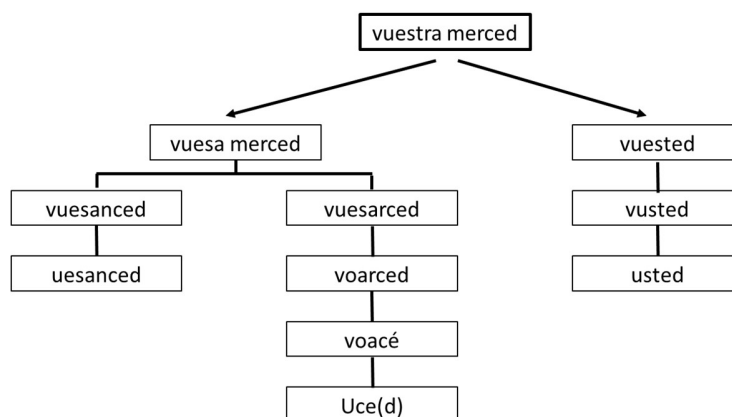 vuestra merced
vuesa merced
vuested
vuesanced
vuesarced
vusted
uesanced
voarced
usted
voacé
Uce(d)